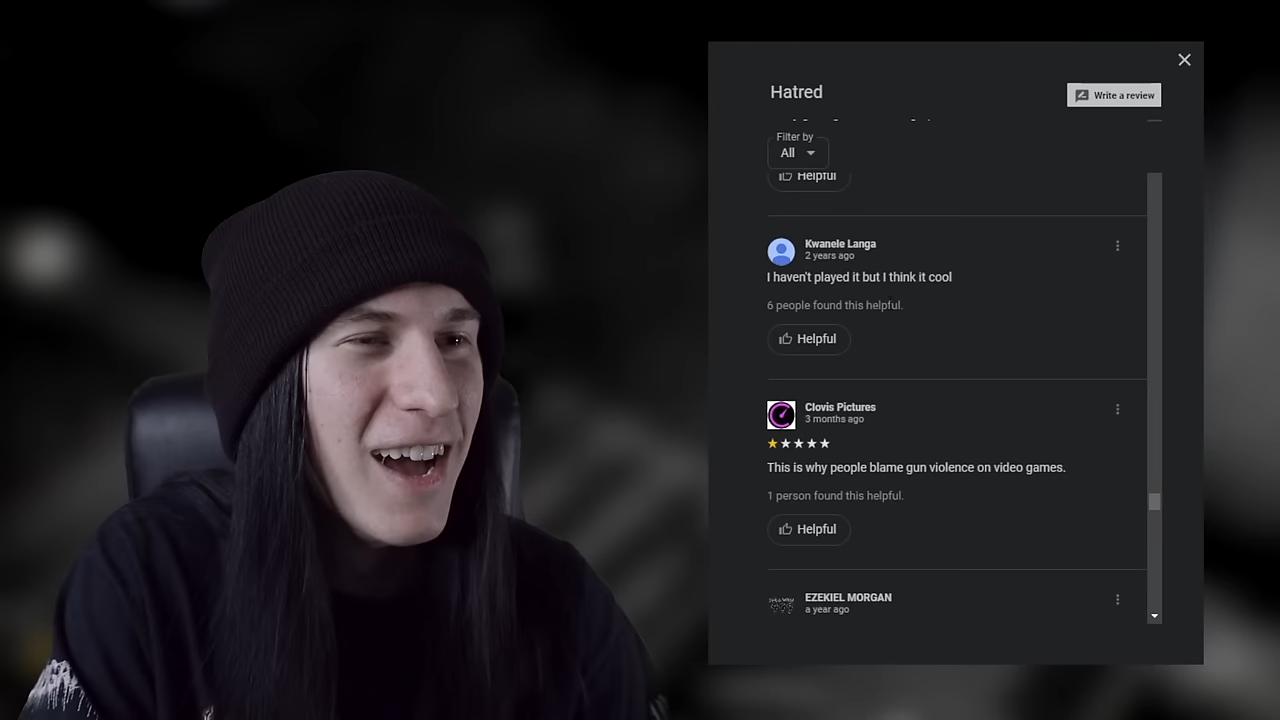 Hatred
Write a review
Filter by
All
Helpful
Kwanele Langa
2 years ago
I haven't played it but I think it cool
6 people found this helpful.
Helpful
Clovis Pictures
3 months ago
This is why people blame gun violence on video games.
1 person found this helpful.
Helpful
EZEKIEL MORGAN
a year ago